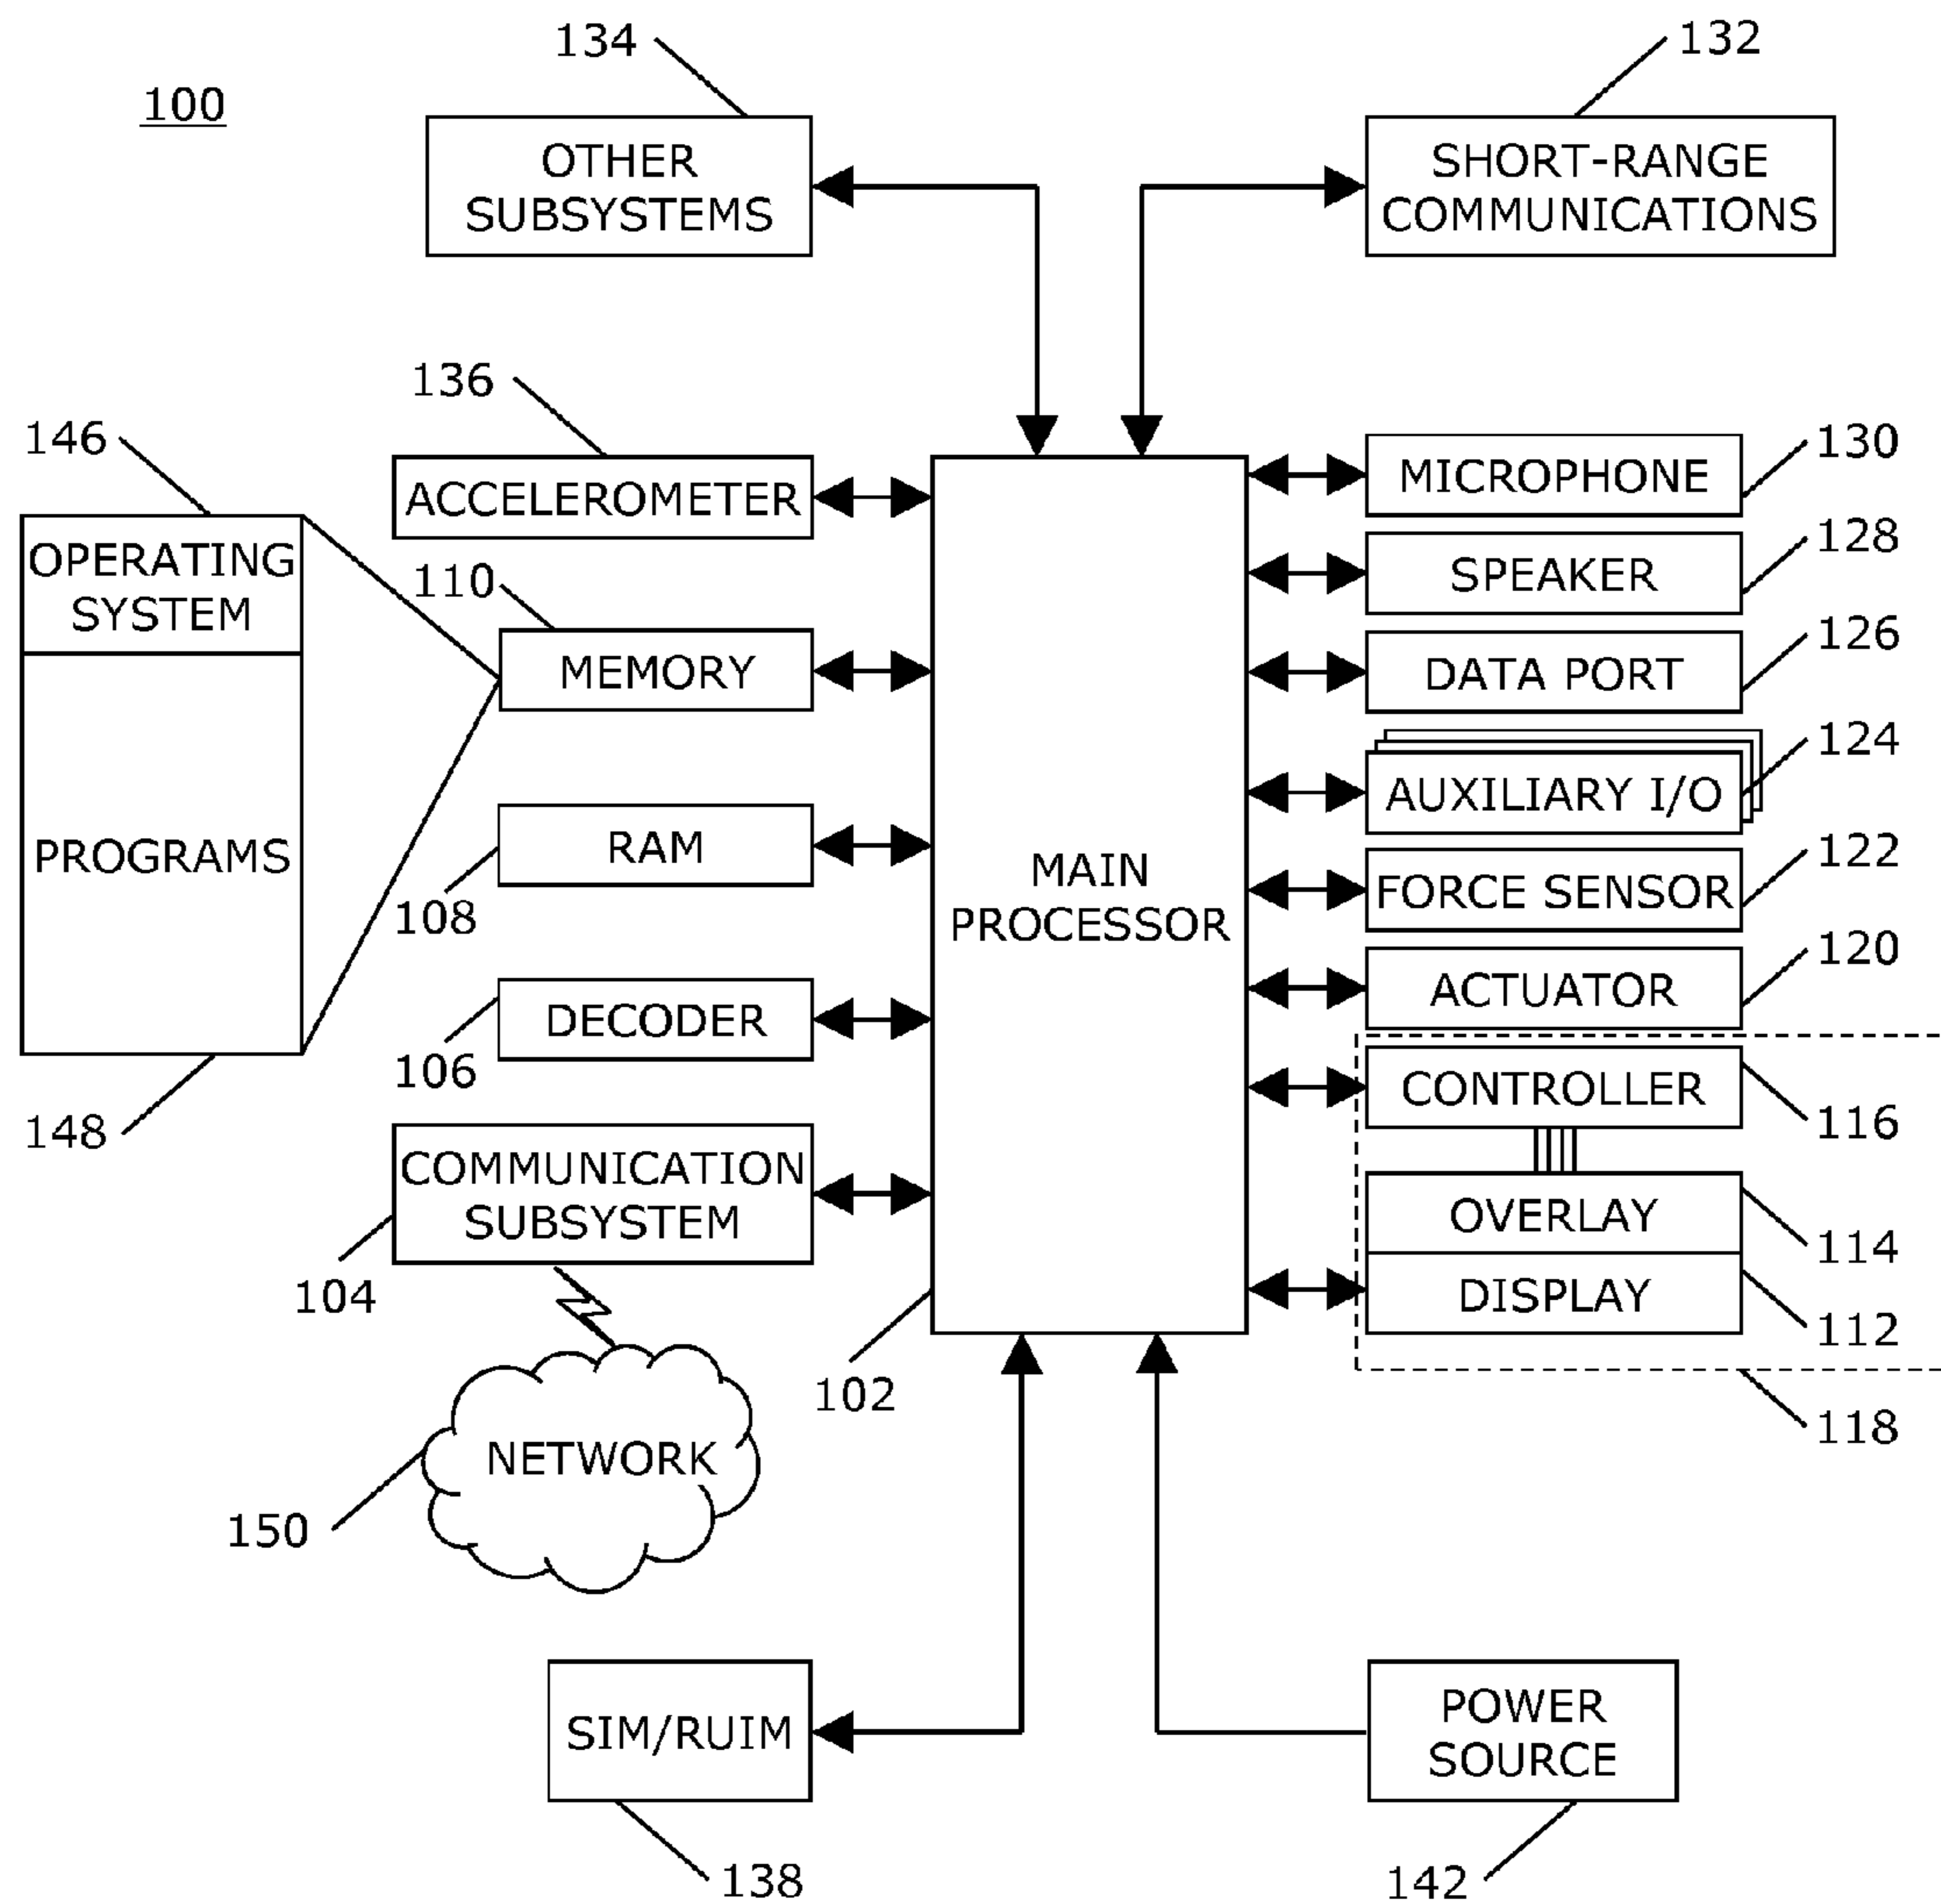 134
132
100
OTHER
SUBSYSTEMS
SHORT-RANGE
COMMUNICATIONS
136
146
ACCELEROMETER
130
MICROPHONE
OPERATING
SYSTEM
110
128
SPEAKER
MEMORY
126
DATA PORT
124
AUXILIARY I/O
PROGRAMS
RAM
108
MAIN
PROCESSOR
122
FORCE SENSOR
120
ACTUATOR
DECODER
106
CONTROLLER
116
148
COMMUNICATION
SUBSYSTEM
104
OVERLAY
114
DISPLAY
112
102
118
NETWORK
150
SIM/RUIM
138
POWER
SOURCE
142